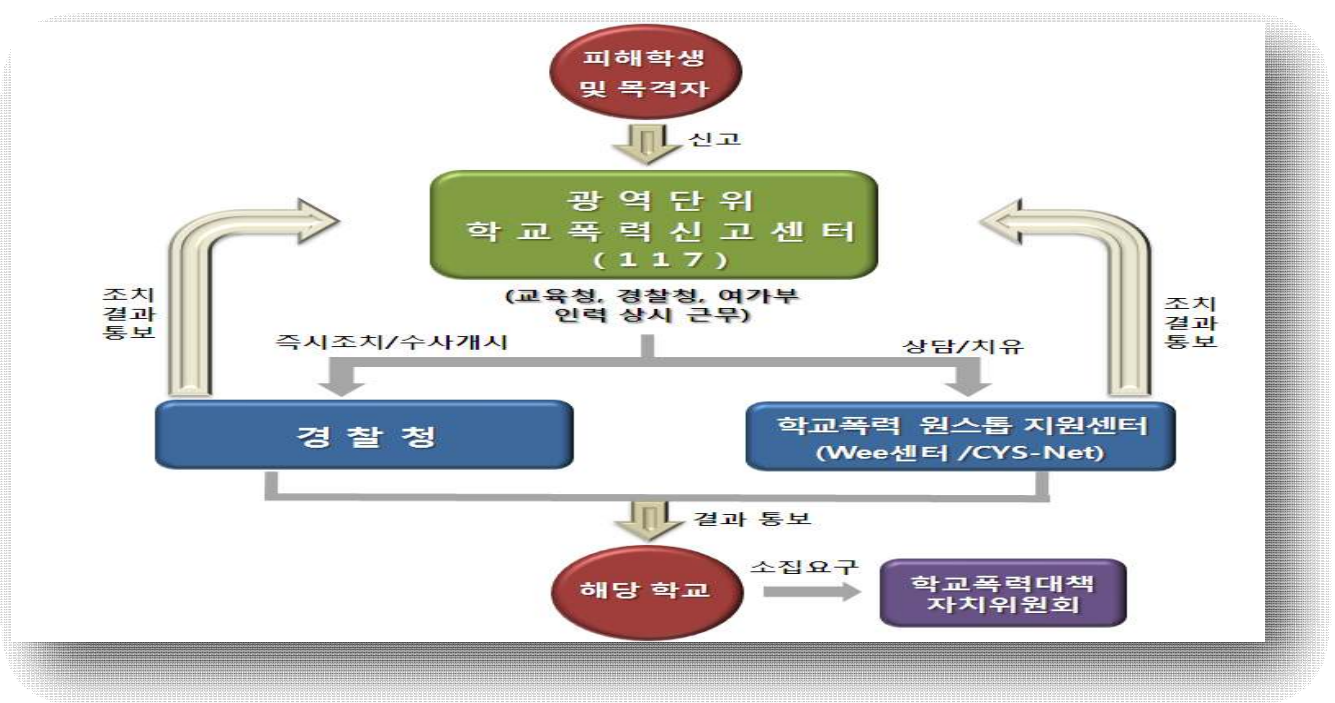 피해학생
및 목격자
신고
광 역 단 위
학 교 폭 력 신 고 센 터
( 1 1 7 )
(교육청, 경찰청, 여가부
인력 상시 근무)
조치
결과
통보
조치
결과
통보
즉시조치/수사개시
상담/치유
경 찰 청
학교폭력 원스톱 지원센터
(Wee센터 /CYS-Net)
결과 통보
해당 학교
소집요구
학교폭력대책
자치위원회